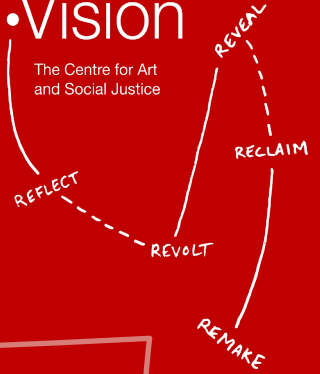 •Vision
The Centre for Art
and Social Justice
REVEAL
RECLAIM
REFLECT
REVOLT
REMAKE